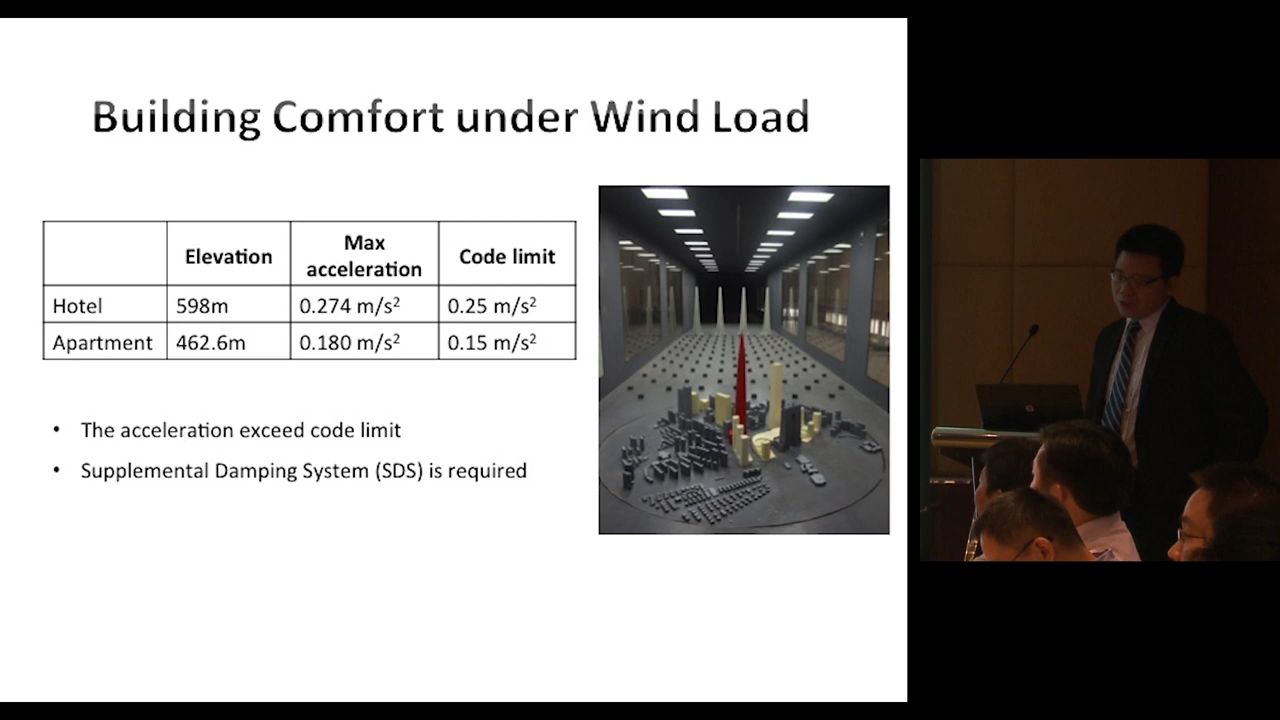 Building Comfort under Wind Load
Elevation
Max acceleration
Code limit
Hotel 598m 0.274 m/s² 0.25 m/s²
Apartment 462.6m 0.180 m/s² 0.15 m/s²
• The acceleration exceed code limit
• Supplemental Damping System (SDS) is required